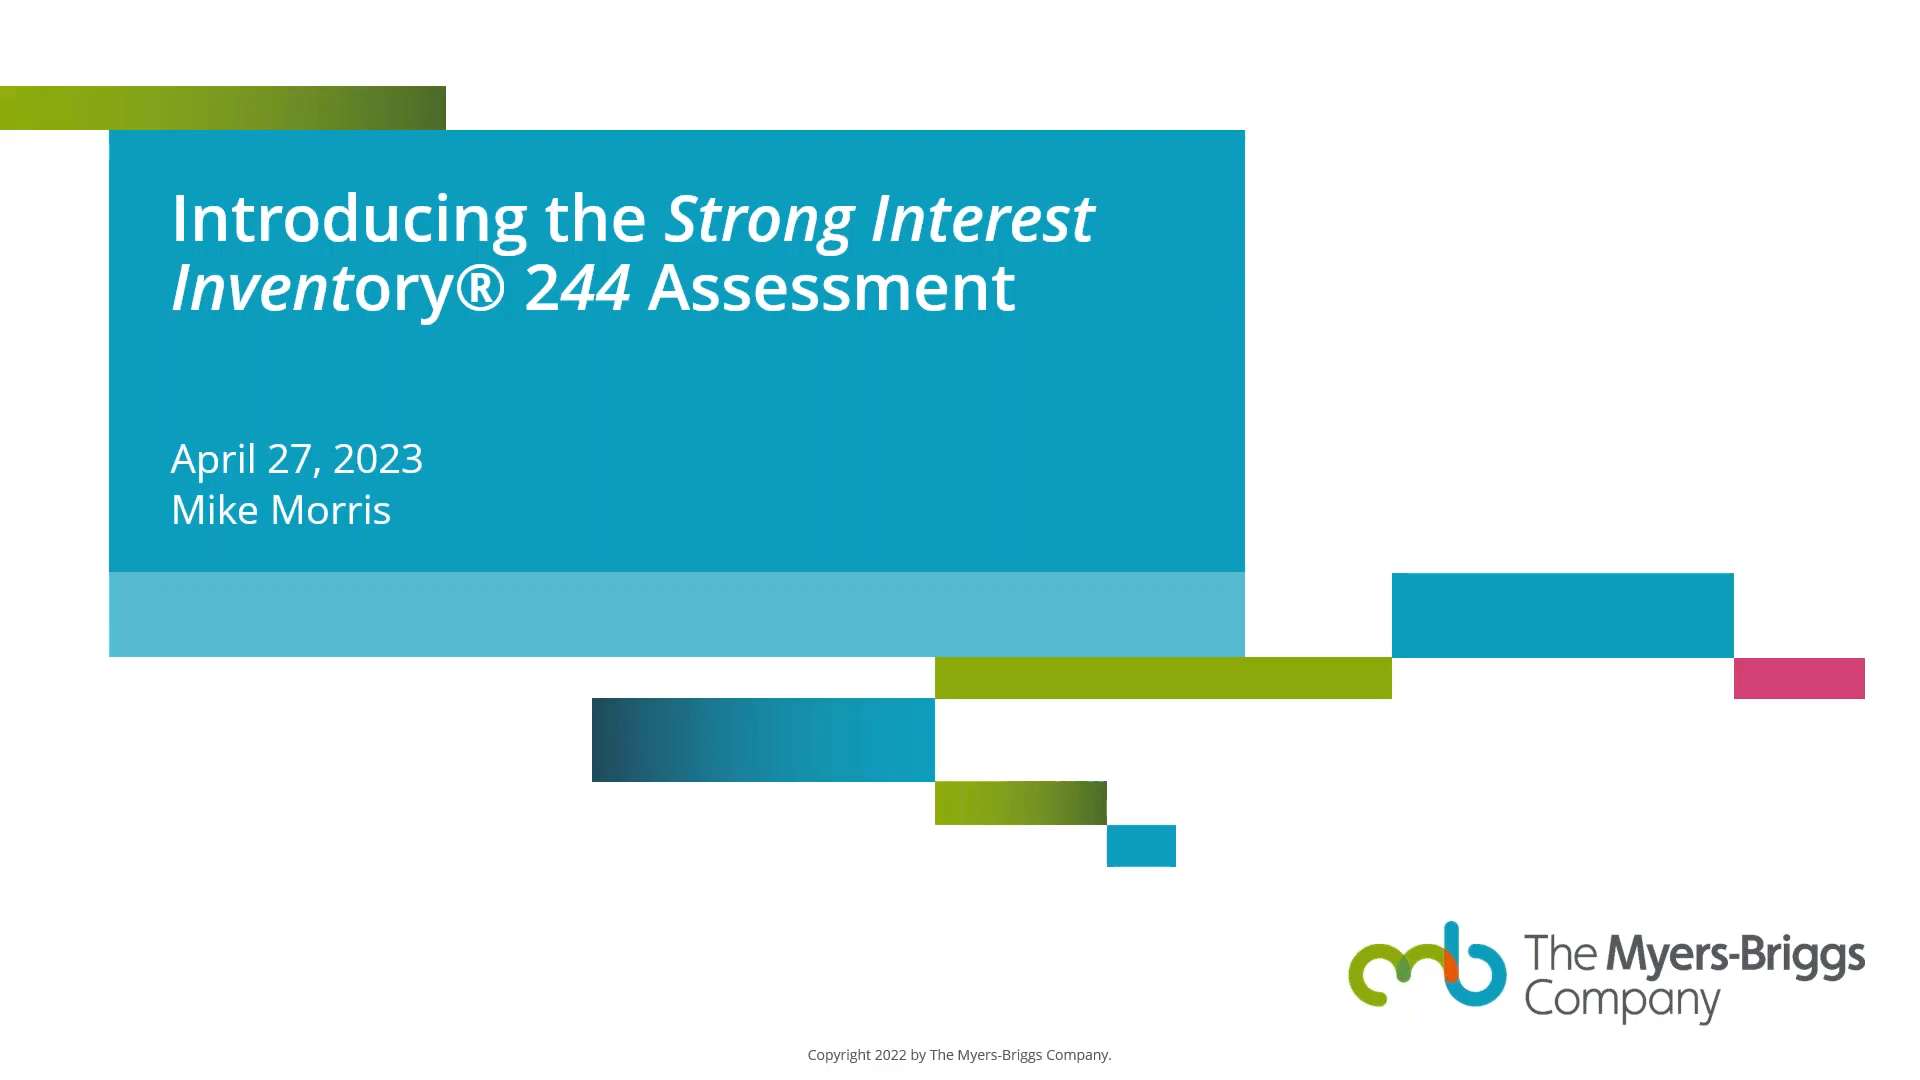 Introducing the Strong Interest
Inventory® 244 Assessment
April 27, 2023
Mike Morris
The Myers-Briggs
Company
Copyright 2022 by The Myers-Briggs Company.